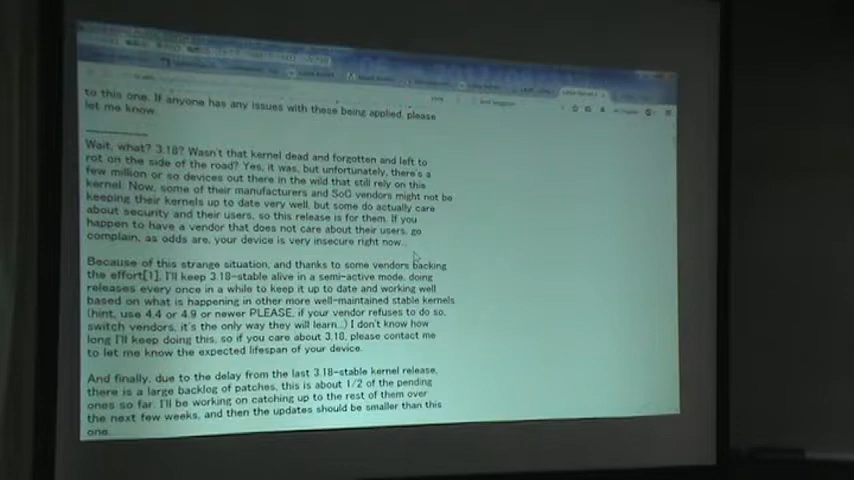 to this one. If anyone has any issues with these being applied, please
let me know.
Wait, what? 3.18? Wasn't that kernel dead and forgotten and left to
rot on the side of the road? Yes, it was, but unfortunately, there's a
few million or so devices out there in the wild that still rely on this
kernel. Now, some of their manufacturers and SoC vendors might not be
keeping their kernels up to date very well, but some do actually care
about security and their users, so this release is for them. If you
happen to have a vendor that does not care about their users, go
complain, as odds are, your device is very insecure right now...
Because of this strange situation, and thanks to some vendors backing
the effort[1], I'll keep 3.18-stable alive in a semi-active mode, doing
releases every once in a while to keep it up to date and working well
based on what is happening in other more well-maintained stable kernels
(hint, use 4.4 or 4.9 or newer PLEASE, if your vendor refuses to do so,
switch vendors, it's the only way they will learn...) I don't know how
long I'll keep doing this, so if you care about 3.18, please contact me
to let me know the expected lifespan of your device.
And finally, due to the delay from the last 3.18-stable kernel release,
there is a large backlog of patches, this is about 1/2 of the pending
ones so far. I'll be working on catching up to the rest of them over
the next few weeks, and then the updates should be smaller than this
one.